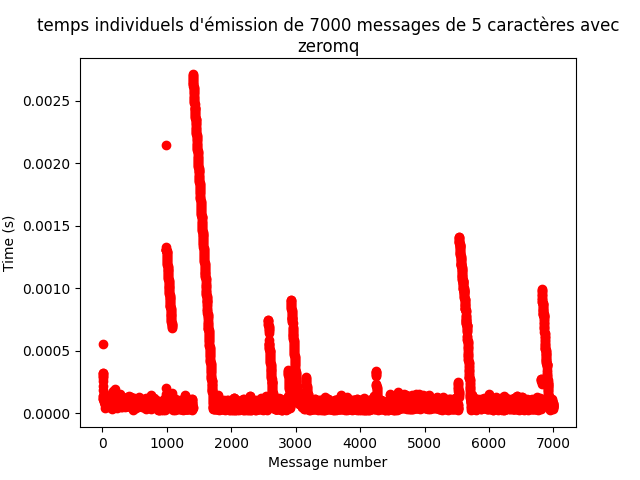 temps individuels d'émission de 7000 messages de 5 caractères avec
zeromq
0.0025
0.0020
0.0015
0.0010
0.0005
0.0000
Time (s)
0 1000 2000 3000 4000 5000 6000 7000
Message number